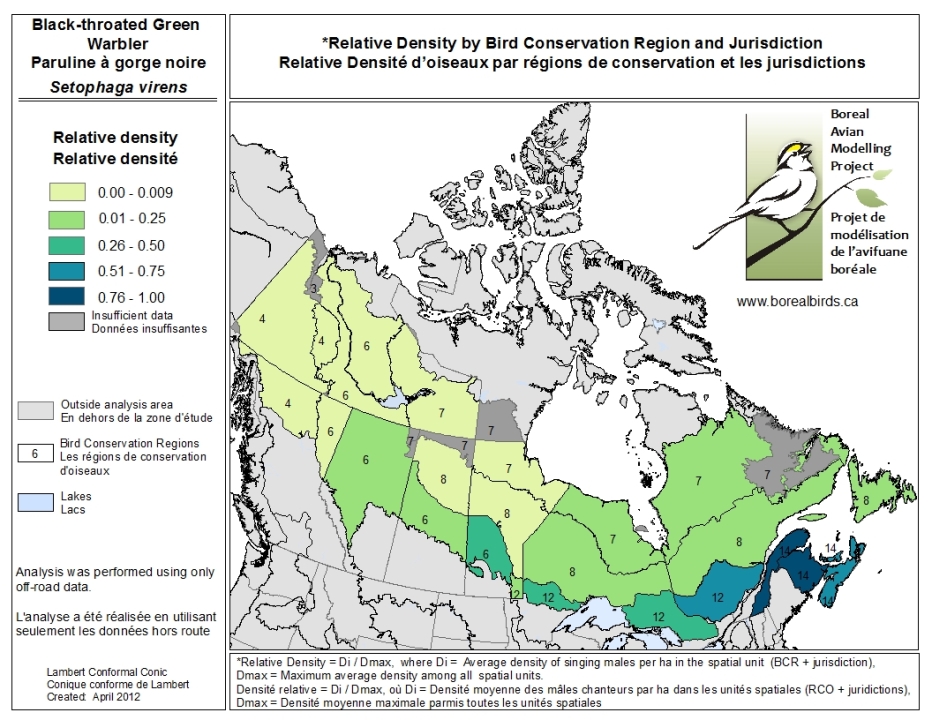 Black-throated Green
Warbler
Paruline à gorge noire
Setophaga virens
*Relative Density by Bird Conservation Region and Jurisdiction
Relative Densité d'oiseaux par régions de conservation et les jurisdictions
Relative density
Relative densité
0.00 - 0.009
0.01 - 0.25
0.26 - 0.50
0.51 - 0.75
0.76 - 1.00
Insufficient data
Données insuffisantes
Outside analysis area
En dehors de la zone d'étude
6
Bird Conservation Regions
Les régions de conservation
d'oiseaux
Lakes
Lacs
Analysis was performed using only
off-road data.
L'analyse a été réalisée en utilisant
seulement les données hors route
Lambert Conformal Conic
Conique conforme de Lambert
Created: April 2012
Boreal
Avian
Modelling
Project
Projet de
modélisation
de l'avifuane
boréale
www.borealbirds.ca
3
4
4
6
4
6
7
7
6
7
7
7
6
8
7
7
7
8
8
6
8
6
7
8
8
14
14
14
14
2
12
12
12
*Relative Density = Di / Dmax, where Di = Average density of singing males per ha in the spatial unit (BCR + jurisdiction),
Dmax = Maximum average density among all spatial units.
Densité relative = Di / Dmax, où Di = Densité moyenne des mâles chanteurs par ha dans les unités spatiales (RCO + juridictions),
Dmax = Densité moyenne maximale parmis toutes les unités spatiales